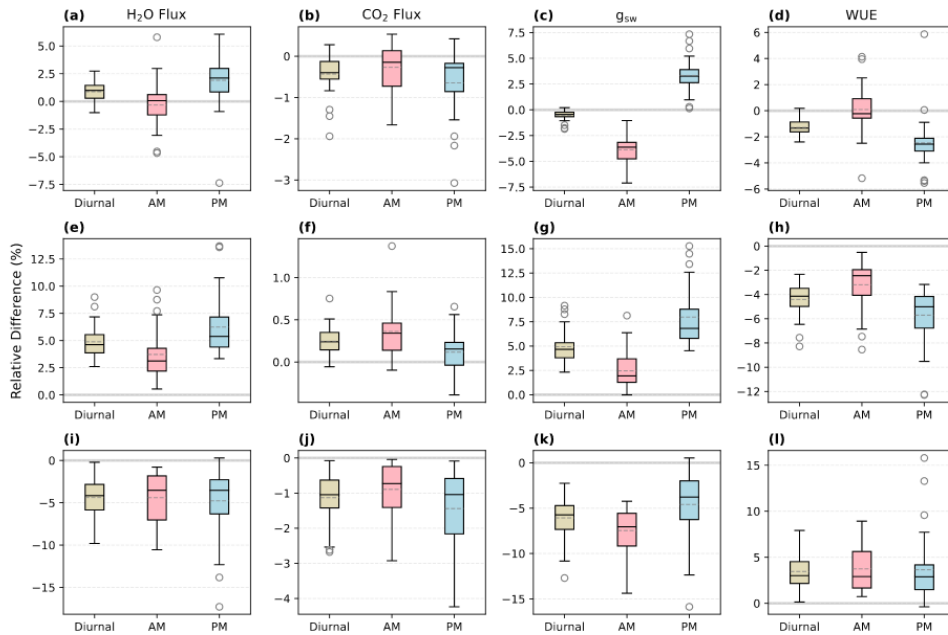 (a) H₂O Flux
(b) CO₂ Flux
(c) g_sw
(d) WUE
5.0
2.5
0.0
−2.5
−5.0
−7.5
Diurnal AM PM
0
−1
−2
−3
Diurnal AM PM
7.5
5.0
2.5
0.0
−2.5
−5.0
−7.5
Diurnal AM PM
6
4
2
0
−2
−4
−6
Diurnal AM PM
Relative Difference (%)
(e)
12.5
10.0
7.5
5.0
2.5
0.0
Diurnal AM PM
(f)
1.0
0.5
0.0
Diurnal AM PM
(g)
15.0
12.5
10.0
7.5
5.0
2.5
0.0
Diurnal AM PM
(h)
0
−2
−4
−6
−8
−10
−12
Diurnal AM PM
(i)
0
−5
−10
−15
Diurnal AM PM
(j)
0
−1
−2
−3
−4
Diurnal AM PM
(k)
0
−5
−10
−15
Diurnal AM PM
(l)
15
10
5
0
Diurnal AM PM